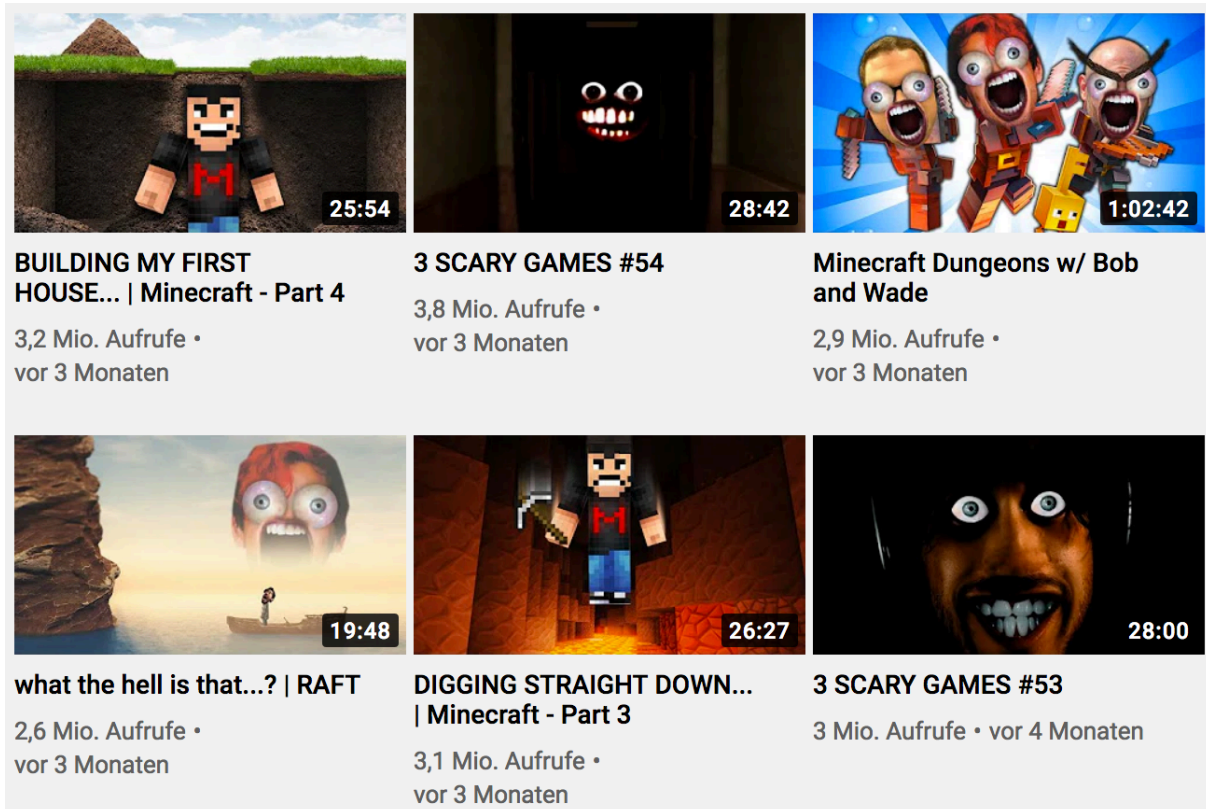 25:54
28:42
1:02:42
BUILDING MY FIRST
HOUSE... | Minecraft - Part 4
3,2 Mio. Aufrufe •
vor 3 Monaten
3 SCARY GAMES #54
3,8 Mio. Aufrufe •
vor 3 Monaten
Minecraft Dungeons w/ Bob
and Wade
2,9 Mio. Aufrufe •
vor 3 Monaten
19:48
26:27
28:00
what the hell is that...? | RAFT
2,6 Mio. Aufrufe •
vor 3 Monaten
DIGGING STRAIGHT DOWN...
| Minecraft - Part 3
3,1 Mio. Aufrufe •
vor 3 Monaten
3 SCARY GAMES #53
3 Mio. Aufrufe • vor 4 Monaten